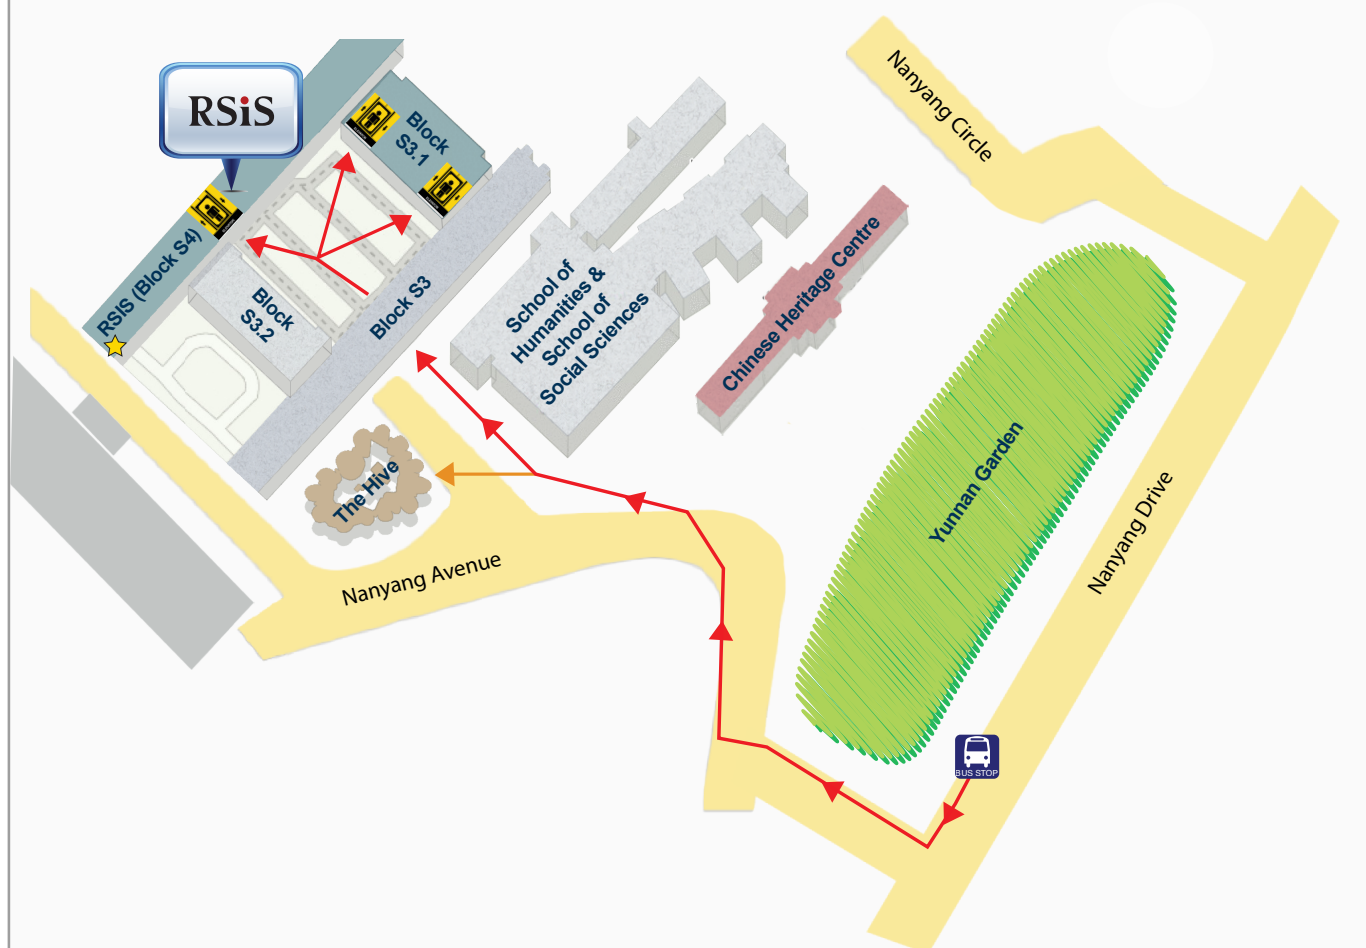 Nanyang Circle
RSiS
Block
S3.1
RSIS (Block S4)
Block
S3.2
Block S3
School of
Humanities &
School of
Social Sciences
Chinese Heritage Centre
The Hive
Yunnan Garden
Nanyang Drive
Nanyang Avenue
BUS STOP